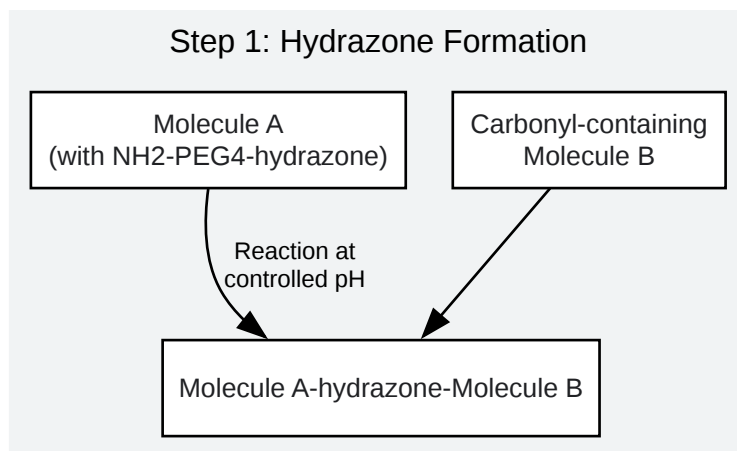 Step 1: Hydrazone Formation
Molecule A
(with NH2-PEG4-hydrazone)
Carbonyl-containing
Molecule B
Reaction at
controlled pH
Molecule A-hydrazone-Molecule B